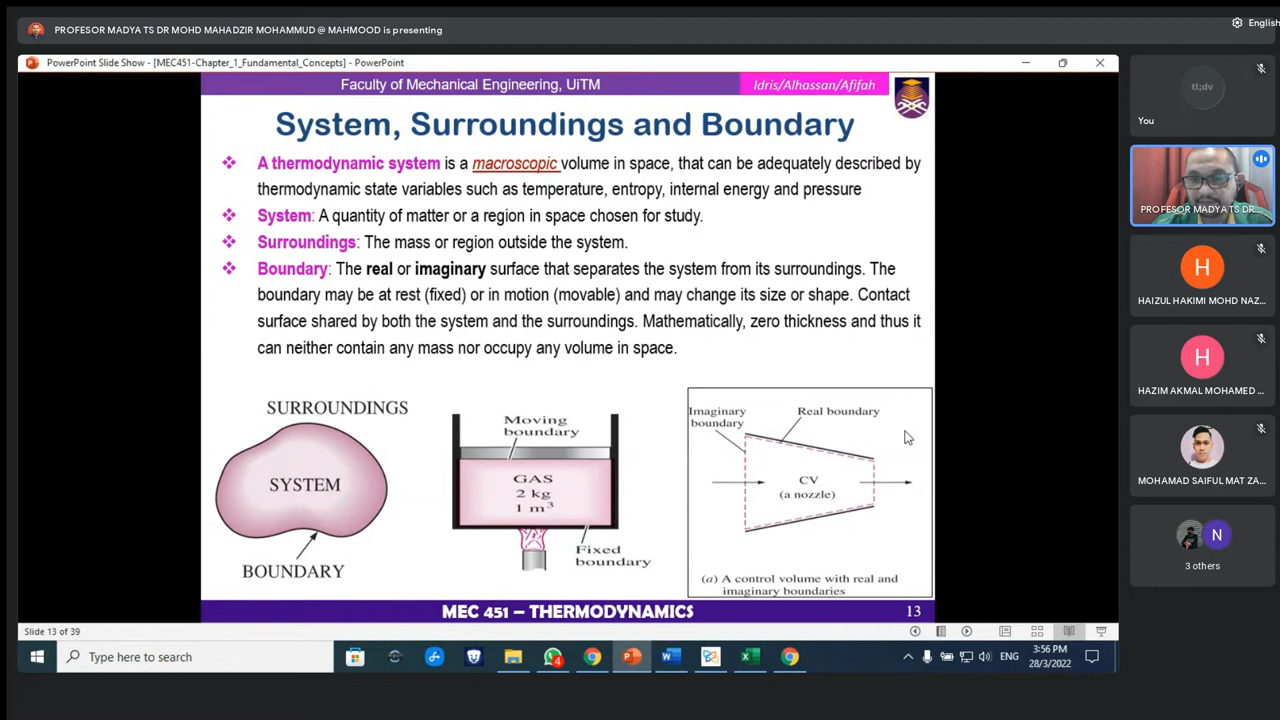 PROFESOR MADYA TS DR MOHD MAHADZIR MOHAMMUD @ MAHMOOD is presenting
English
PowerPoint Slide Show - [MEC451-Chapter_1_Fundamental_Concepts] - PowerPoint
Faculty of Mechanical Engineering, UiTM
Idris/Alhassan/Afifah
System, Surroundings and Boundary
❖ A thermodynamic system is a macroscopic volume in space, that can be adequately described by
thermodynamic state variables such as temperature, entropy, internal energy and pressure
❖ System: A quantity of matter or a region in space chosen for study.
❖ Surroundings: The mass or region outside the system.
❖ Boundary: The real or imaginary surface that separates the system from its surroundings. The
boundary may be at rest (fixed) or in motion (movable) and may change its size or shape. Contact
surface shared by both the system and the surroundings. Mathematically, zero thickness and thus it
can neither contain any mass nor occupy any volume in space.
SURROUNDINGS
SYSTEM
BOUNDARY
Moving
boundary
GAS
2 kg
1 m³
Fixed
boundary
Imaginary
boundary
Real boundary
CV
(a nozzle)
(a) A control volume with real and
imaginary boundaries
MEC 451 – THERMODYNAMICS
13
Slide 13 of 39
Type here to search
4
ENG
3:56 PM
28/3/2022
tl;dv
You
PROFESOR MADYA TS DR...
H
HAIZUL HAKIMI MOHD NAZ...
H
HAZIM AKMAL MOHAMED ...
MOHAMAD SAIFUL MAT ZA...
N
3 others